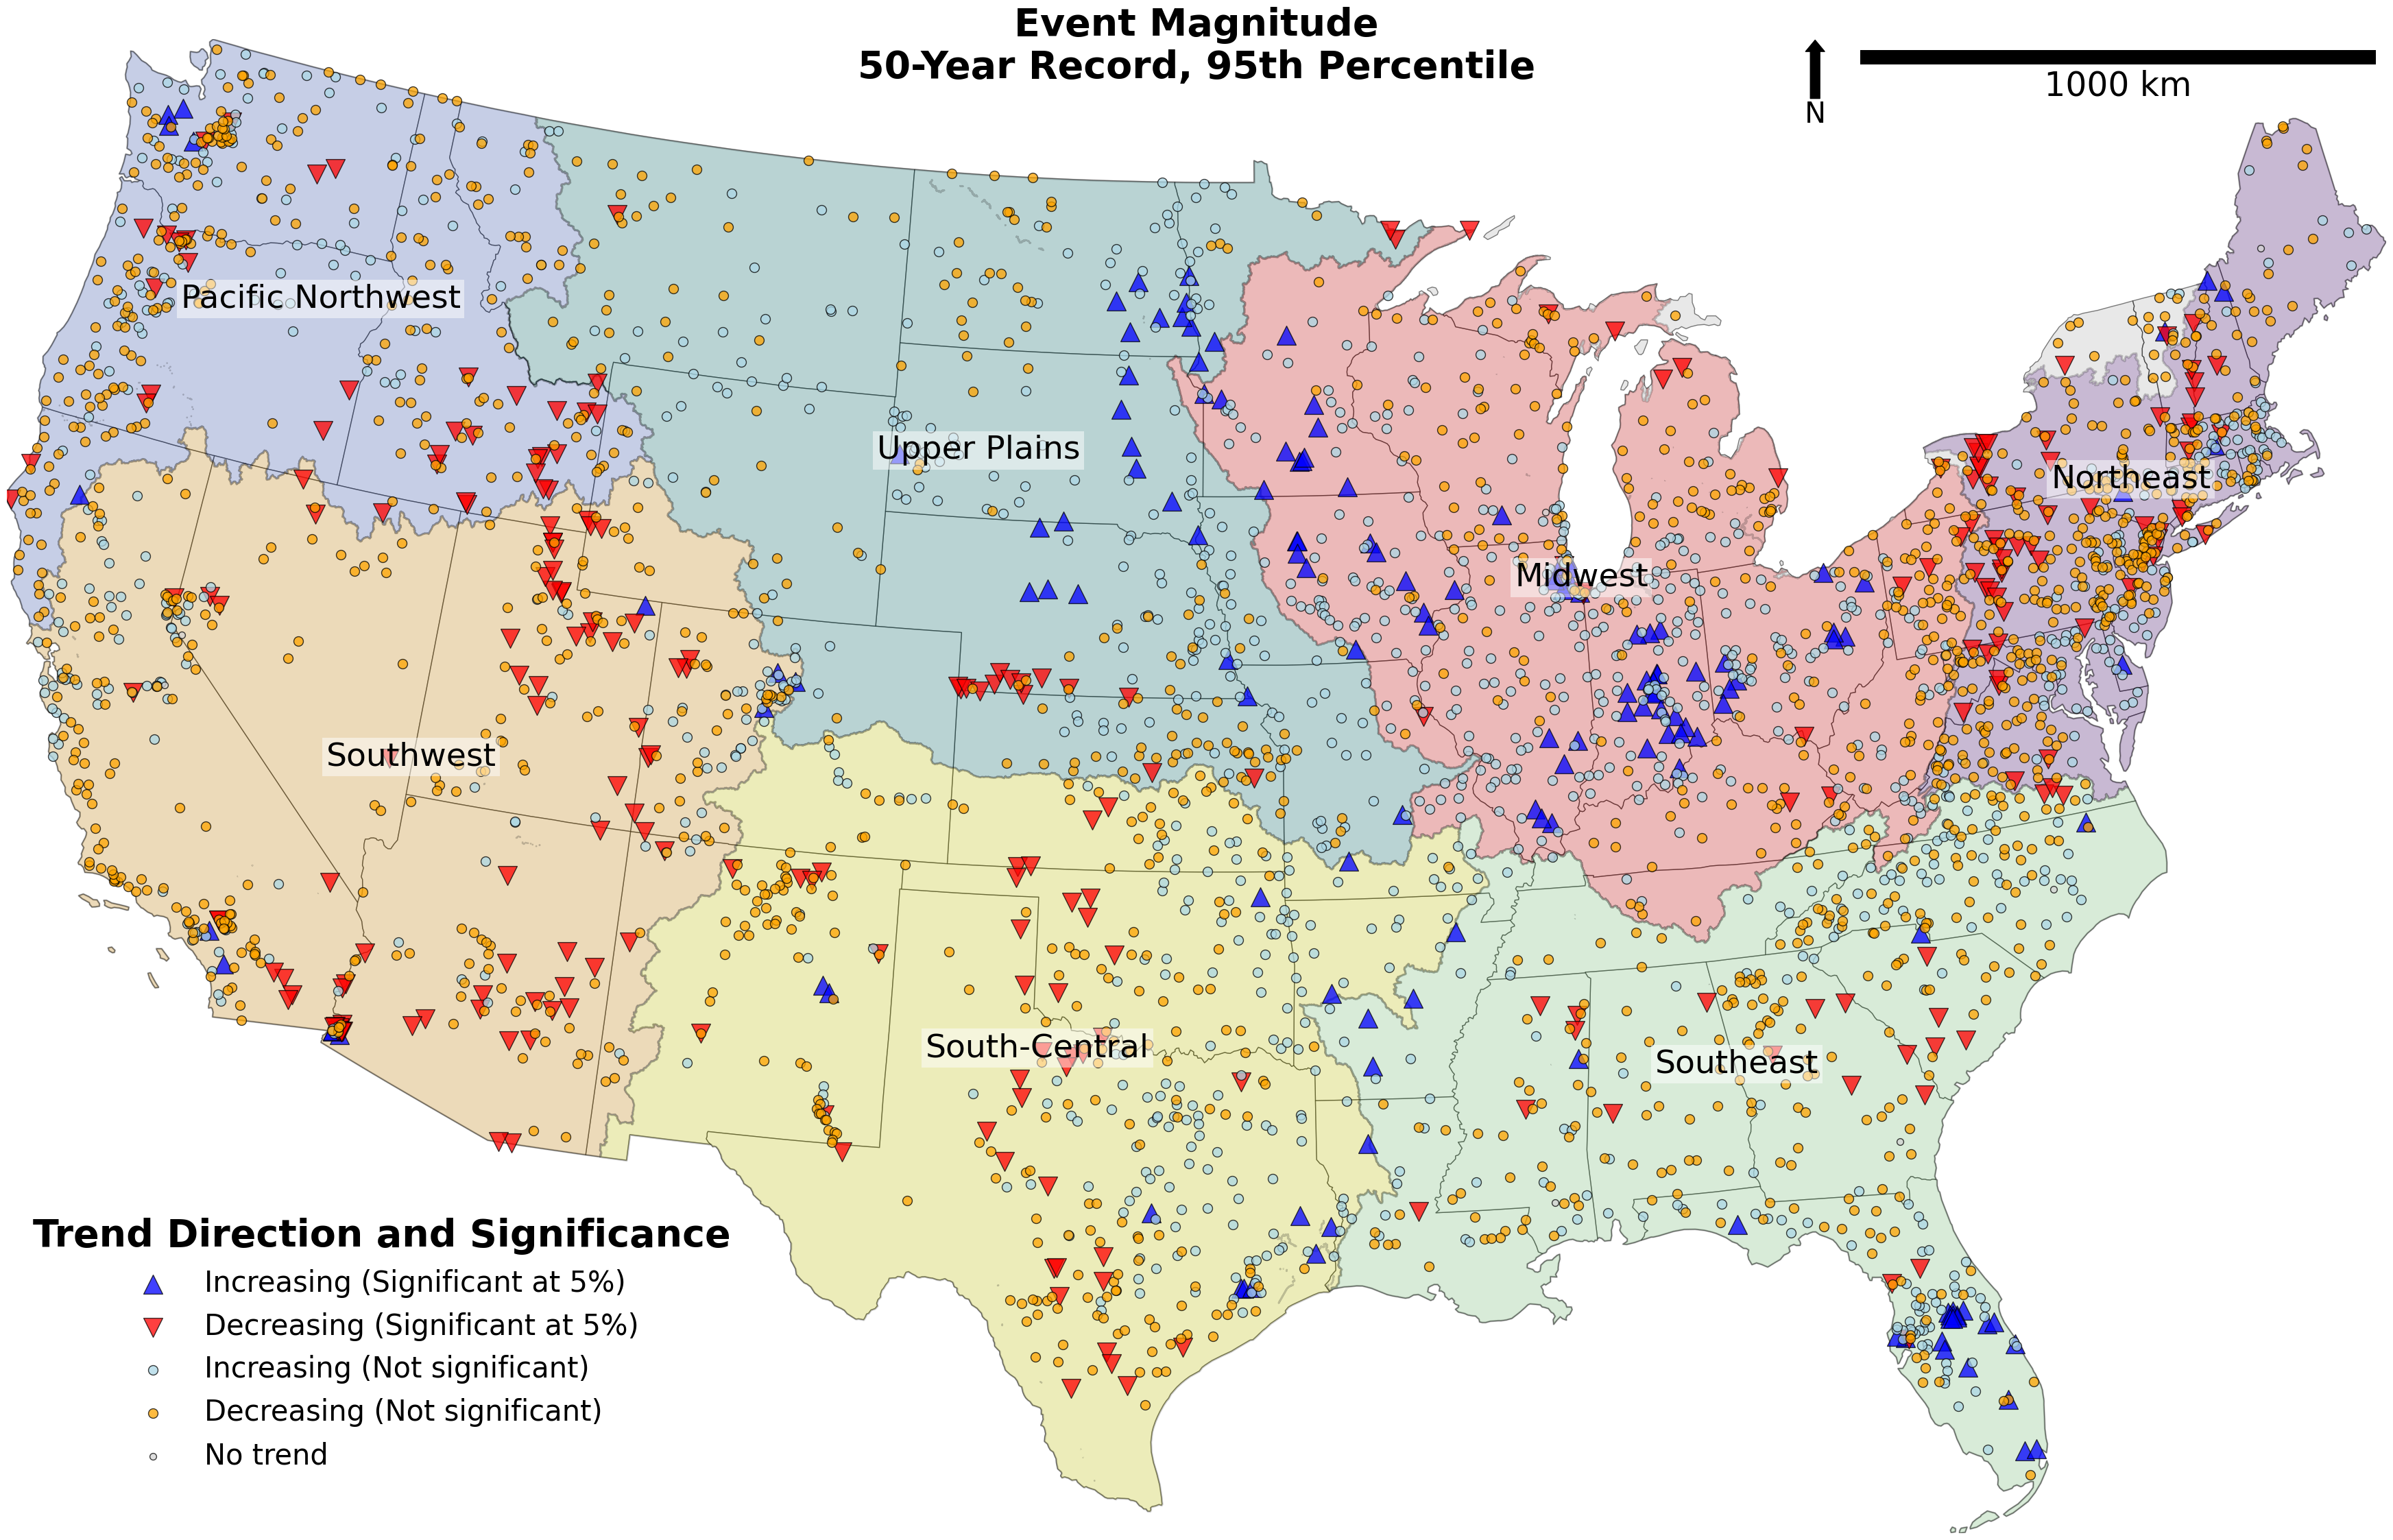 Event Magnitude
50-Year Record, 95th Percentile
1000 km
N
Pacific Northwest
Upper Plains
Northeast
Midwest
Southwest
South-Central
Southeast
Trend Direction and Significance
Increasing (Significant at 5%)
Decreasing (Significant at 5%)
Increasing (Not significant)
Decreasing (Not significant)
No trend